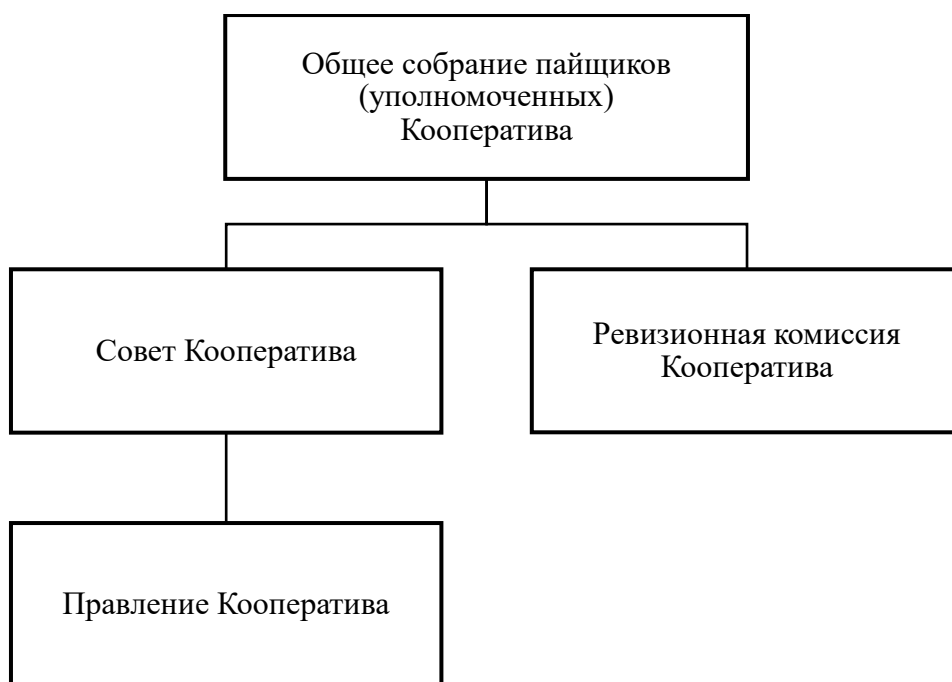 Общее собрание пайщиков
(уполномоченных)
Кооператива
Совет Кооператива
Ревизионная комиссия
Кооператива
Правление Кооператива